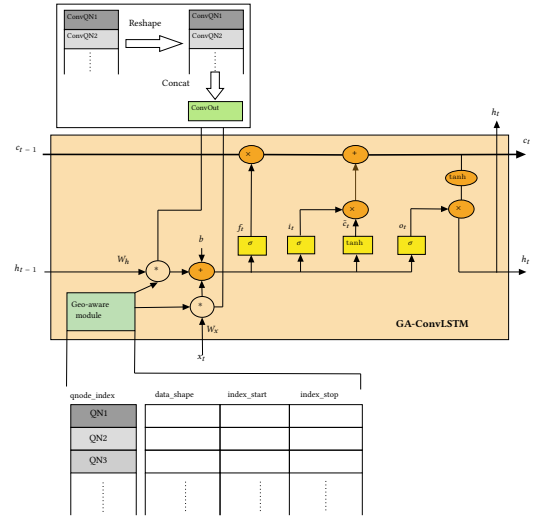 ConvQN1
ConvQN2
Reshape
ConvQN1
ConvQN2
Concat
ConvOut
h_t
c_{t-1}
×
+
c_t
tanh
f_t
i_t
×
c̃_t
o_t
×
W_h
b
σ
σ
tanh
σ
h_{t-1}
*
+
h_t
Geo-aware
module
*
GA-ConvLSTM
W_x
x_t
qnode_index
data_shape
index_start
index_stop
QN1
QN2
QN3